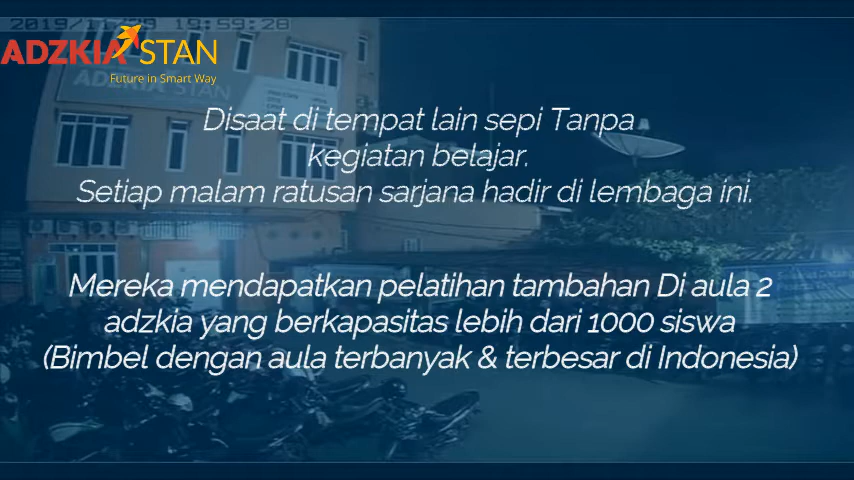 2019/11/29 19:59:28
ADZKIA STAN
Future in Smart Way
ADZKIA STAN
Disaat di tempat lain sepi Tanpa
kegiatan belajar.
Setiap malam ratusan sarjana hadir di lembaga ini.
Mereka mendapatkan pelatihan tambahan Di aula 2
adzkia yang berkapasitas lebih dari 1000 siswa
(Bimbel dengan aula terbanyak & terbesar di Indonesia)